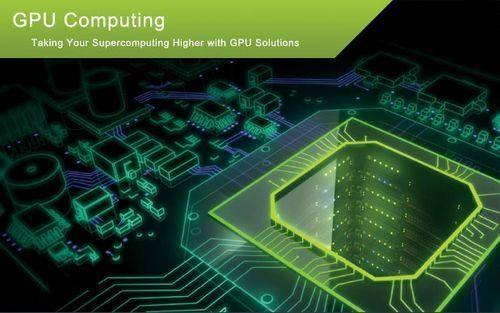 GPU Computing
Taking Your Supercomputing Higher with GPU Solutions